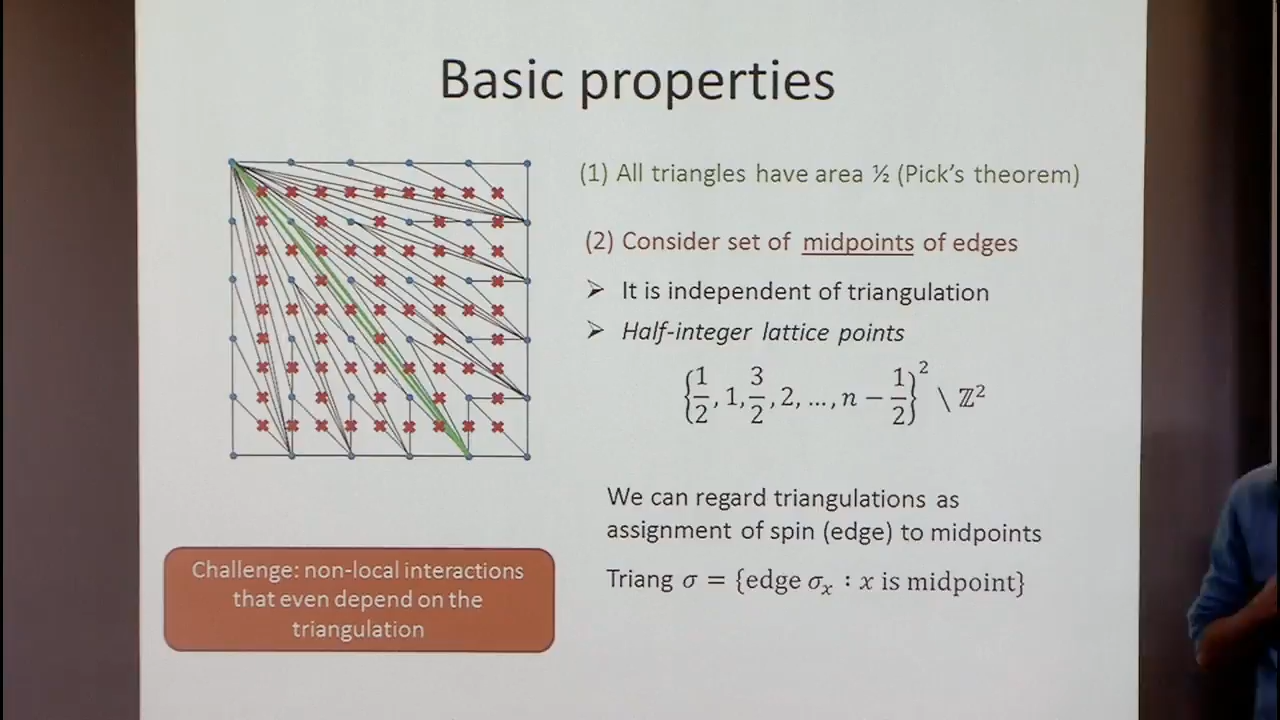 Basic properties
(1) All triangles have area ½ (Pick's theorem)
(2) Consider set of midpoints of edges
➢ It is independent of triangulation
➢ Half-integer lattice points
{1/2, 1, 3/2, 2, …, n − 1/2}² \ ℤ²
We can regard triangulations as
assignment of spin (edge) to midpoints
Triang σ = {edge σₓ : x is midpoint}
Challenge: non-local interactions
that even depend on the
triangulation